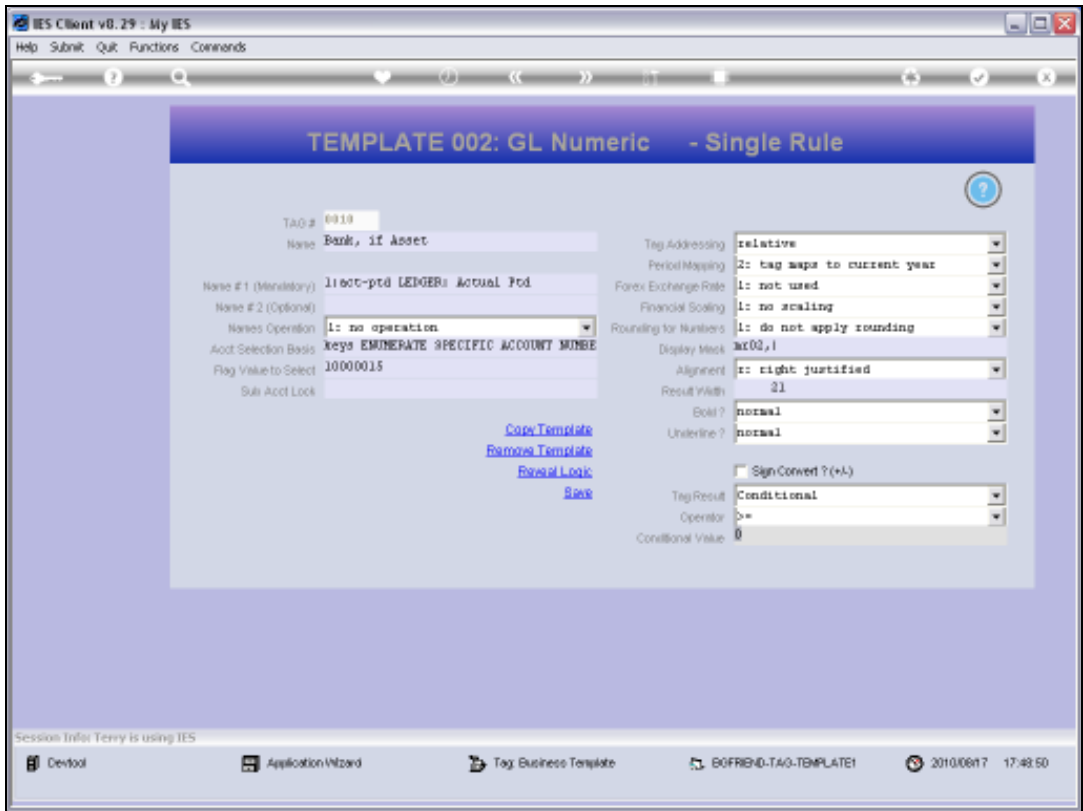 IES Client v8.29 : My IES
Help Submit Quit Functions Commands
TEMPLATE 002: GL Numeric - Single Rule
TAG # 0010
Name Bank, if Asset
Name # 1 (Mandatory) 1:act-ptd LEDGER: Actual Ptd
Name # 2 (Optional)
Names Operation 1: no operation
Acct Selection Basis keys ENUMERATE SPECIFIC ACCOUNT NUMBE
Flag Value to Select 10000015
Sub Acct Lock
Copy Template
Remove Template
Reveal Logic
Save
Tag Addressing relative
Period Mapping 2: tag maps to current year
Forex Exchange Rate 1: not used
Financial Scaling 1: no scaling
Rounding for Numbers 1: do not apply rounding
Display Mask mr02,|
Alignment r: right justified
Result Width 21
Bold ? normal
Underline ? normal
Sign Convert ? (+/-)
Tag Result Conditional
Operator >=
Conditional Value 0
Session Info: Terry is using IES
Devtool Application Wizard Tag: Business Template BGFRIEND-TAG-TEMPLATE1 2010/08/17 17:48:50